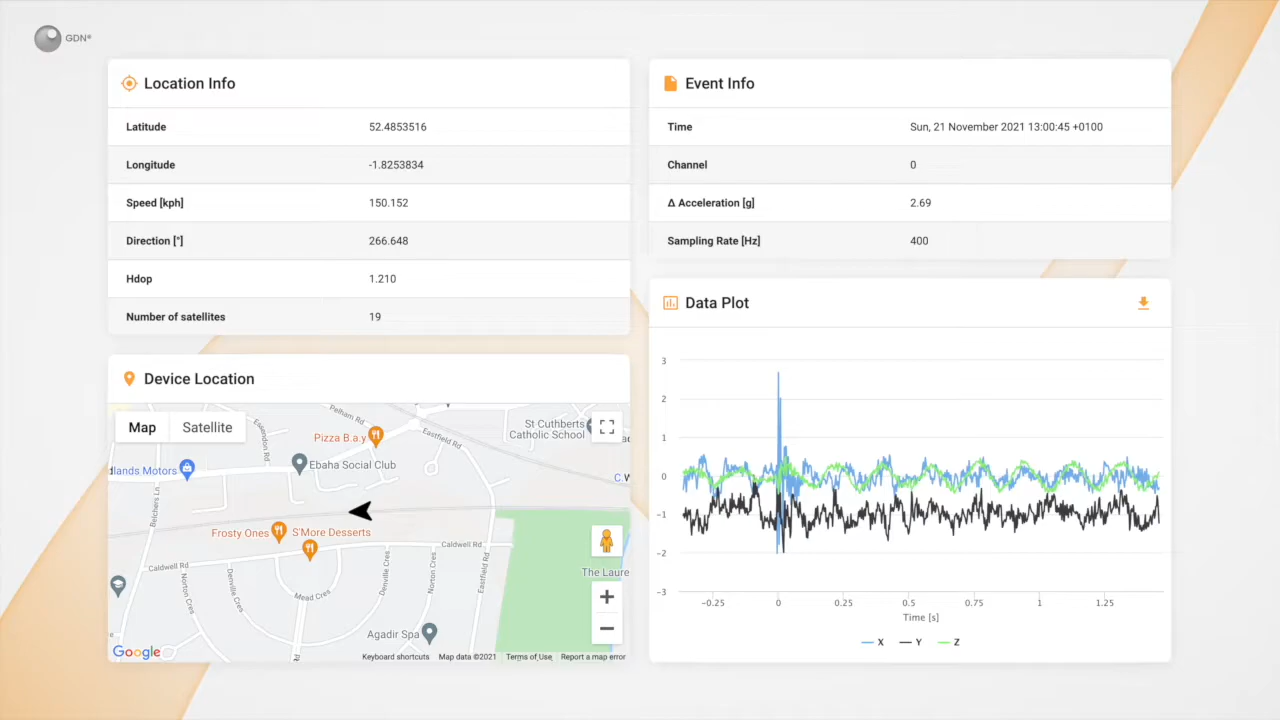 GDN®
Location Info
Latitude 52.4853516
Longitude -1.8253834
Speed [kph] 150.152
Direction [°] 266.648
Hdop 1.210
Number of satellites 19
Event Info
Time Sun, 21 November 2021 13:00:45 +0100
Channel 0
Δ Acceleration [g] 2.69
Sampling Rate [Hz] 400
Device Location
Map Satellite
Pelham Rd
Pizza B.a.y
Eastfield Rd
St Cuthberts
Catholic School
Ebaha Social Club
dlands Motors
Belchers Ln
Frosty Ones
S'More Desserts
Caldwell Rd
Caldwell Rd
Eastfield Rd
Norton Cres
Denville Cres
Mead Cres
Denville Cres
Norton Cres
The Laure
Agadir Spa
Google
Keyboard shortcuts Map data ©2021 Terms of Use Report a map error
Data Plot
3
2
1
0
-1
-2
-3
-0.25 0 0.25 0.5 0.75 1 1.25
Time [s]
X Y Z